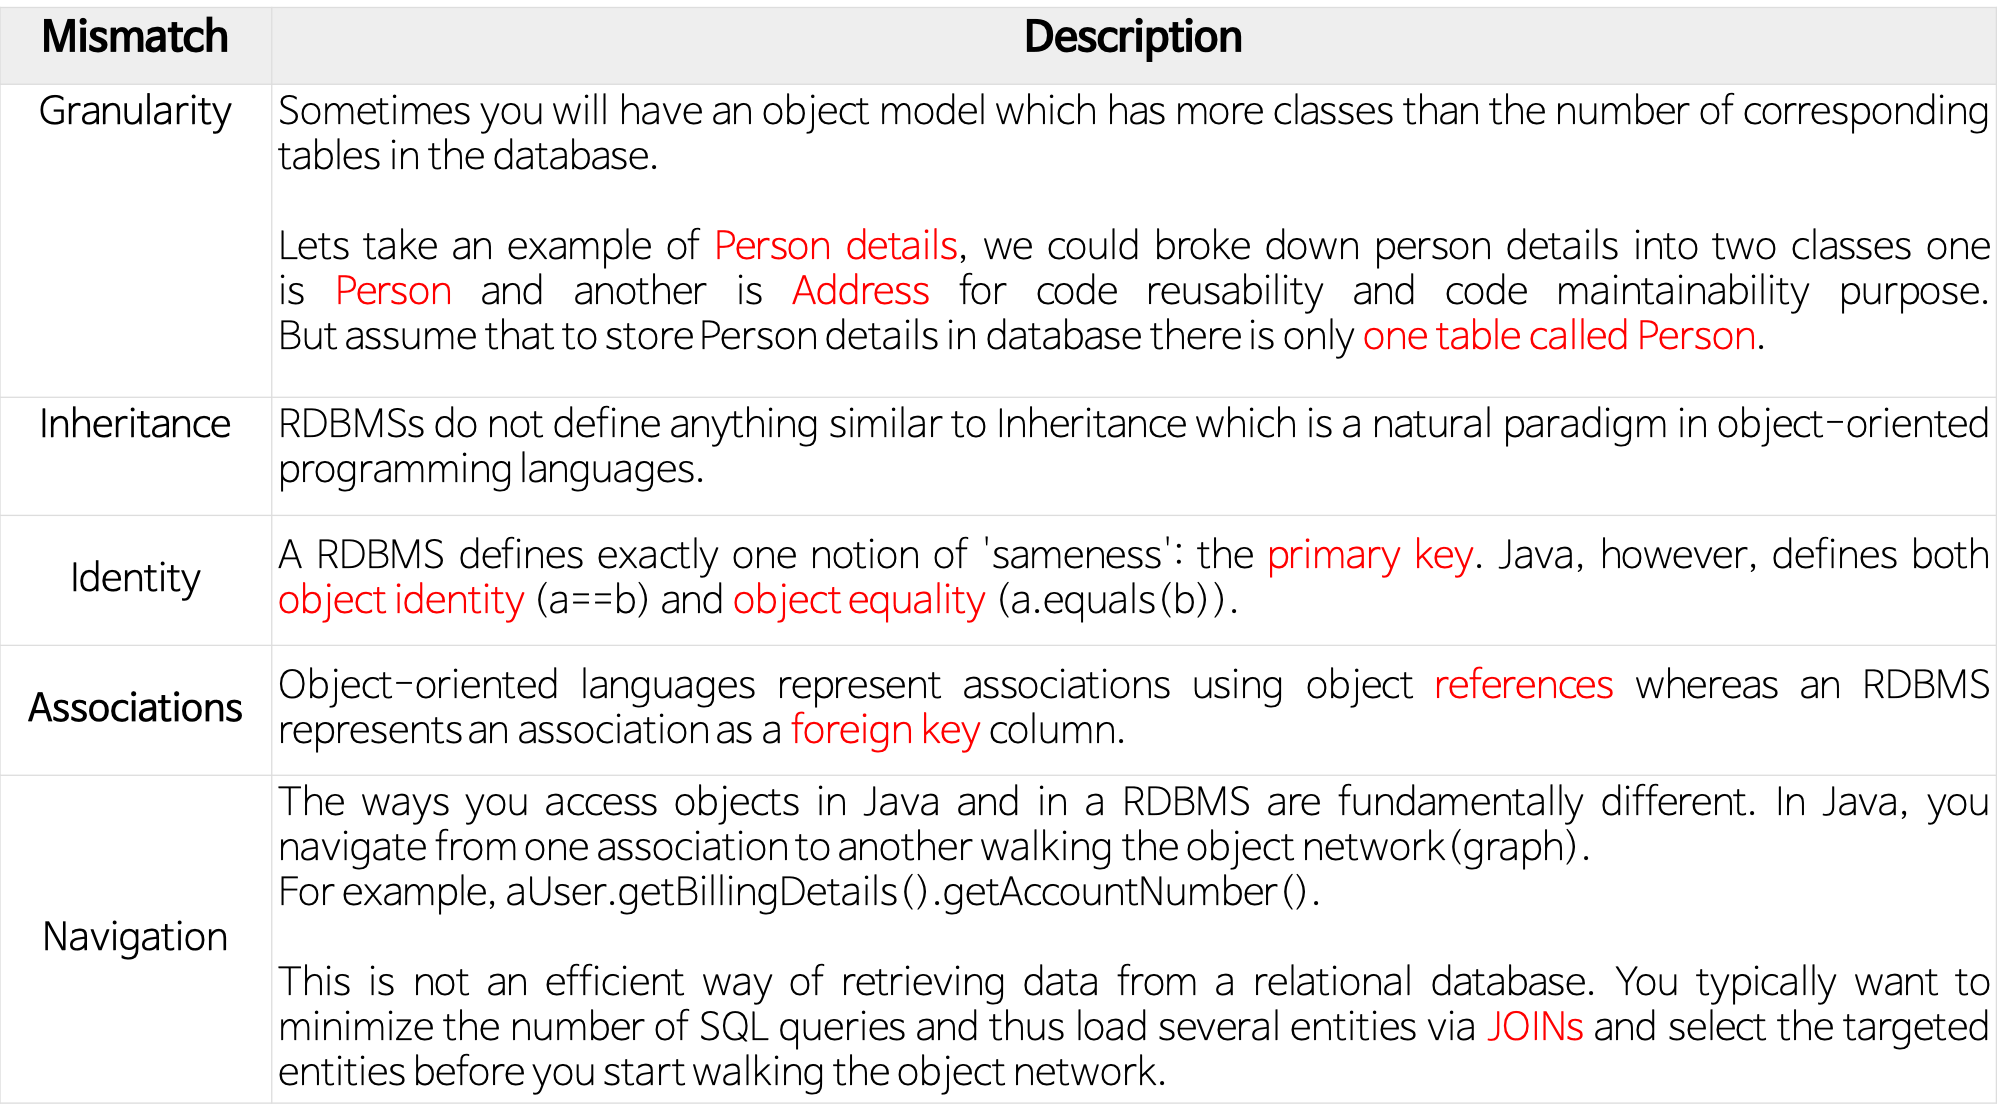 Mismatch Description
Granularity Sometimes you will have an object model which has more classes than the number of corresponding
tables in the database.
Lets take an example of Person details, we could broke down person details into two classes one
is Person and another is Address for code reusability and code maintainability purpose.
But assume that to store Person details in database there is only one table called Person.
Inheritance RDBMSs do not define anything similar to Inheritance which is a natural paradigm in object-oriented
programming languages.
Identity
A RDBMS defines exactly one notion of 'sameness': the primary key. Java, however, defines both
object identity (a==b) and object equality (a.equals(b)).
Associations
Object-oriented languages represent associations using object references whereas an RDBMS
represents an association as a foreign key column.
Navigation
The ways you access objects in Java and in a RDBMS are fundamentally different. In Java, you
navigate from one association to another walking the object network(graph).
For example, aUser.getBillingDetails().getAccountNumber().
This is not an efficient way of retrieving data from a relational database. You typically want to
minimize the number of SQL queries and thus load several entities via JOINs and select the targeted
entities before you start walking the object network.